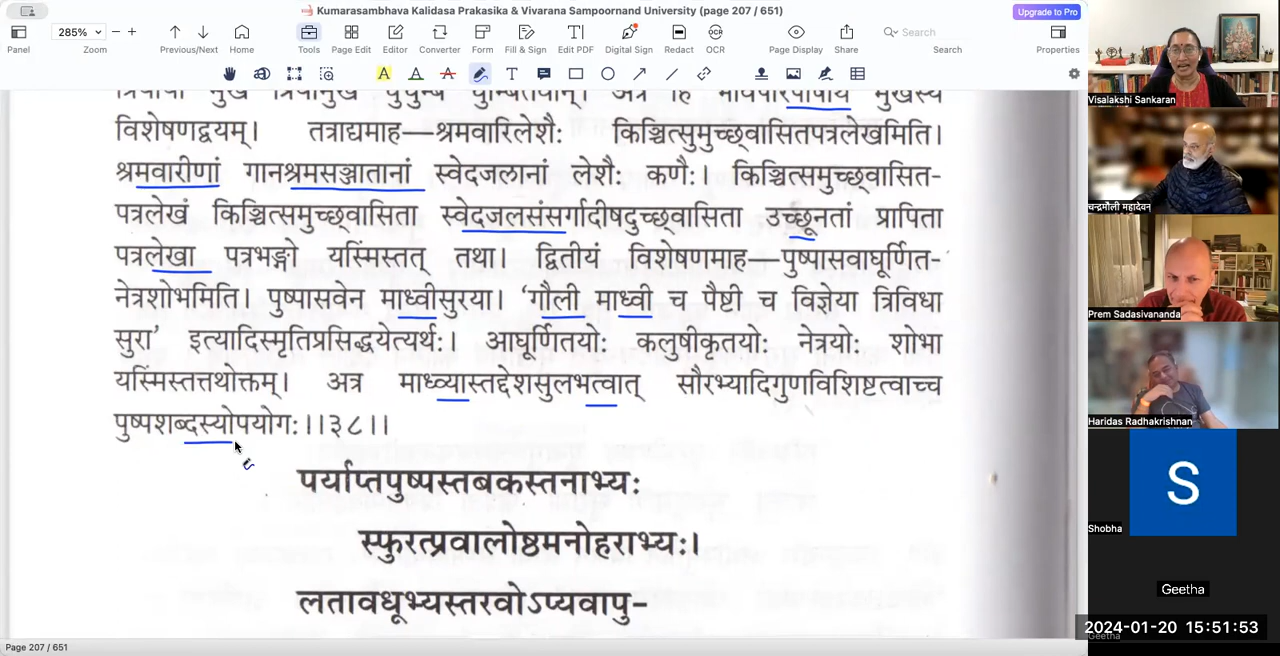 Kumarasambhava Kalidasa Prakasika & Vivarana Sampoornand University (page 207 / 651)
Upgrade to Pro
285%
Panel
Zoom
Previous/Next
Home
Tools
Page Edit
Editor
Converter
Form
Fill & Sign
Edit PDF
Digital Sign
Redact
OCR
OCR
Page Display
Share
Search
Search
Properties
विशेषणद्वयम्। तत्राद्यमाह—श्रमवारिलेशैः किञ्चित्सुमुच्छ्वासितपत्रलेखमिति।
श्रमवारीणां गानश्रमसञ्जातानां स्वेदजलानां लेशैः कणैः। किञ्चित्समुच्छ्वासित-
पत्रलेखं किञ्चित्समुच्छ्वासिता स्वेदजलसंसर्गादीषदुच्छ्वासिता उच्छूनतां प्रापिता
पत्रलेखा पत्रभङ्गो यस्मिंस्तत् तथा। द्वितीयं विशेषणमाह—पुष्पासवाघूर्णित-
नेत्रशोभमिति। पुष्पासवेन माध्वीसुरया। ‘गौली माध्वी च पैष्टी च विज्ञेया त्रिविधा
सुरा’ इत्यादिस्मृतिप्रसिद्धयेत्यर्थः। आघूर्णितयोः कलुषीकृतयोः नेत्रयोः शोभा
यस्मिंस्तत्तथोक्तम्। अत्र माध्व्यास्तद्देशसुलभत्वात् सौरभ्यादिगुणविशिष्टत्वाच्च
पुष्पशब्दस्योपयोगः।।३८।।
पर्याप्तपुष्पस्तबकस्तनाभ्यः
स्फुरत्प्रवालोष्ठमनोहराभ्यः।
लतावधूभ्यस्तरवोऽप्यवापु-
Page 207 / 651
Visalakshi Sankaran
चन्द्रमौली महादेवन
Prem Sadasivananda
Haridas Radhakrishnan
S
Shobha
Geetha
2024-01-20 15:51:53
Geetha